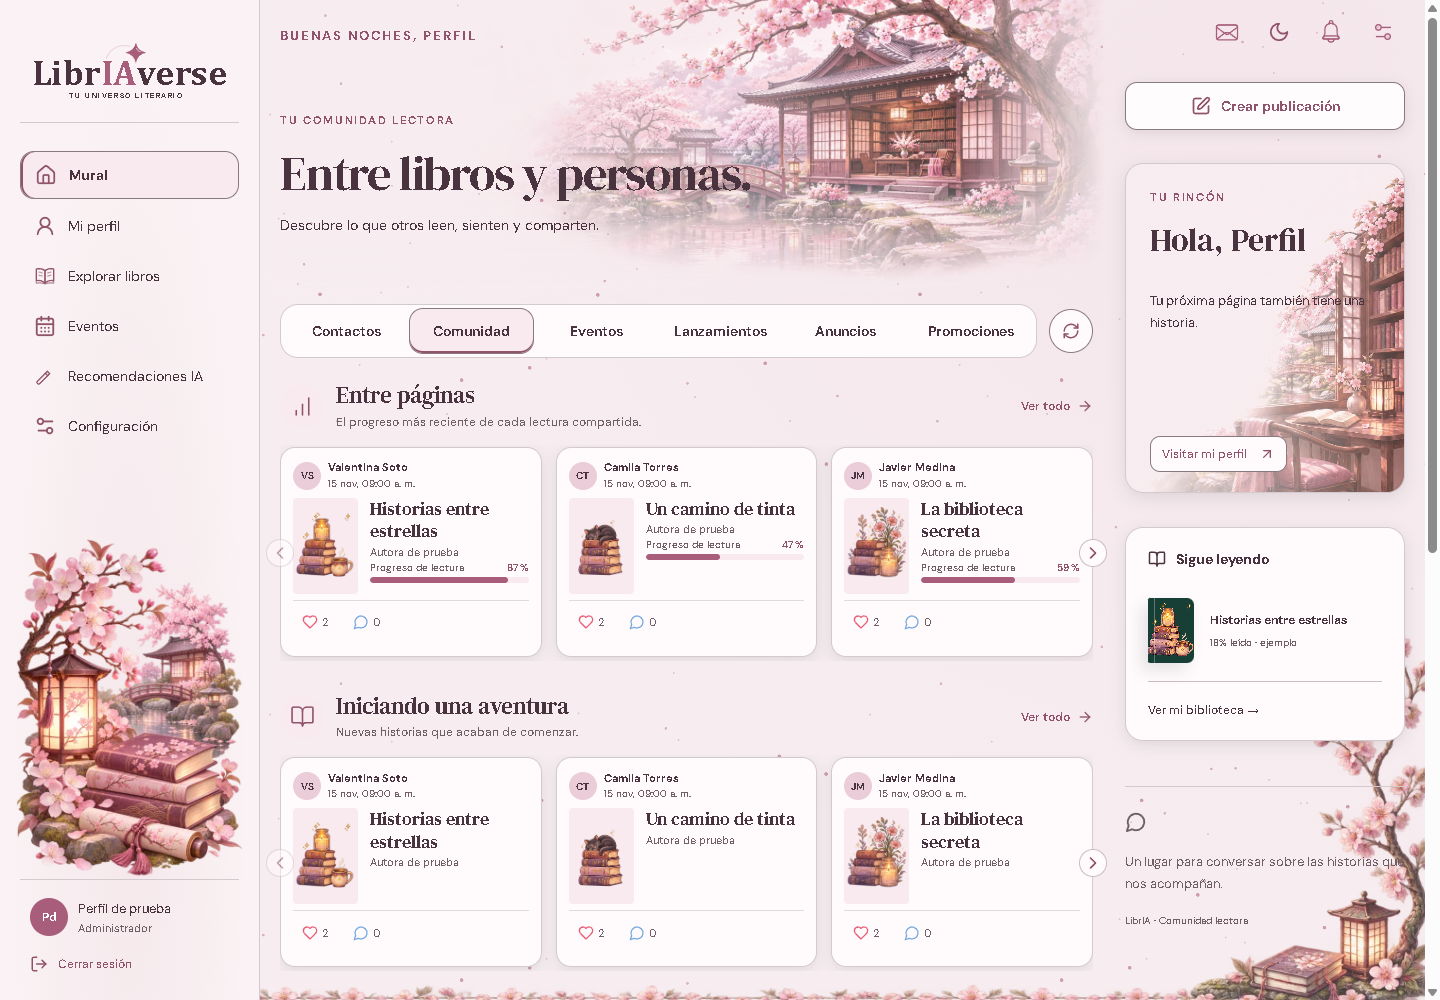 LibrIAverse
TU UNIVERSO LITERARIO
Mural
Mi perfil
Explorar libros
Eventos
Recomendaciones IA
Configuración
Perfil de prueba
Pd
Administrador
Cerrar sesión
BUENAS NOCHES, PERFIL
TU COMUNIDAD LECTORA
Entre libros y personas.
Descubre lo que otros leen, sienten y comparten.
Contactos Comunidad Eventos Lanzamientos Anuncios Promociones
Entre páginas
El progreso más reciente de cada lectura compartida.
Ver todo →
VS
Valentina Soto
15 nov, 09:00 a. m.
Historias entre
estrellas
Autora de prueba
Progreso de lectura 87 %
2 0
CT
Camila Torres
15 nov, 09:00 a. m.
Un camino de tinta
Autora de prueba
Progreso de lectura 47 %
2 0
JM
Javier Medina
15 nov, 09:00 a. m.
La biblioteca
secreta
Autora de prueba
Progreso de lectura 59 %
2 0
Iniciando una aventura
Nuevas historias que acaban de comenzar.
Ver todo →
VS
Valentina Soto
15 nov, 09:00 a. m.
Historias entre
estrellas
Autora de prueba
2 0
CT
Camila Torres
15 nov, 09:00 a. m.
Un camino de tinta
Autora de prueba
2 0
JM
Javier Medina
15 nov, 09:00 a. m.
La biblioteca
secreta
Autora de prueba
2 0
Crear publicación
TU RINCÓN
Hola, Perfil
Tu próxima página también tiene una
historia.
Visitar mi perfil
Sigue leyendo
Historias entre estrellas
18% leído · ejemplo
Ver mi biblioteca →
Un lugar para conversar sobre las historias que
nos acompañan.
LibrIA · Comunidad lectora